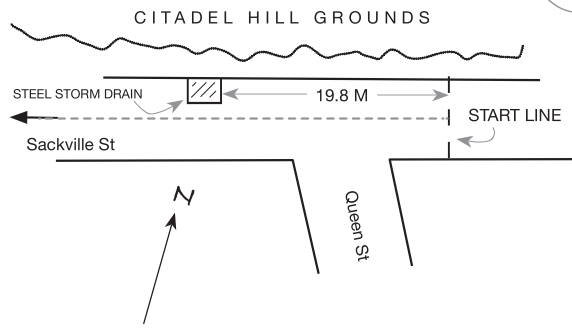 CITADEL HILL GROUNDS
STEEL STORM DRAIN
19.8 M
START LINE
Sackville St
N
Queen St